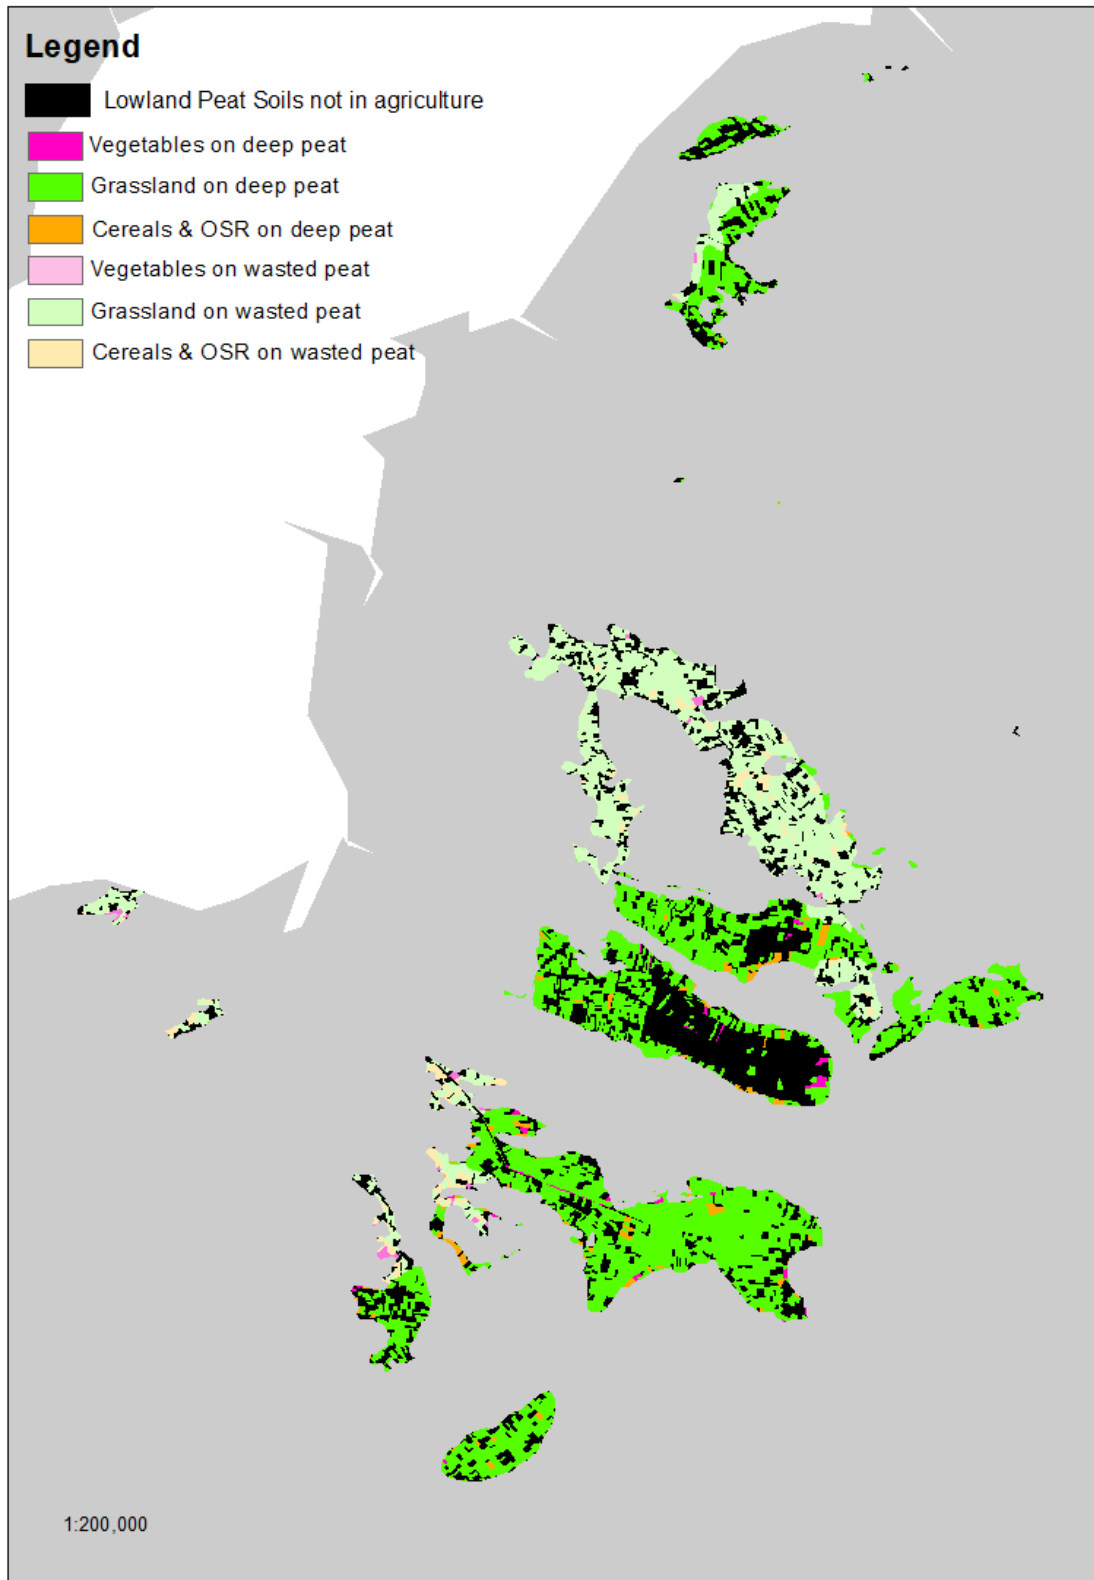 Legend
Lowland Peat Soils not in agriculture
Vegetables on deep peat
Grassland on deep peat
Cereals & OSR on deep peat
Vegetables on wasted peat
Grassland on wasted peat
Cereals & OSR on wasted peat
1:200,000